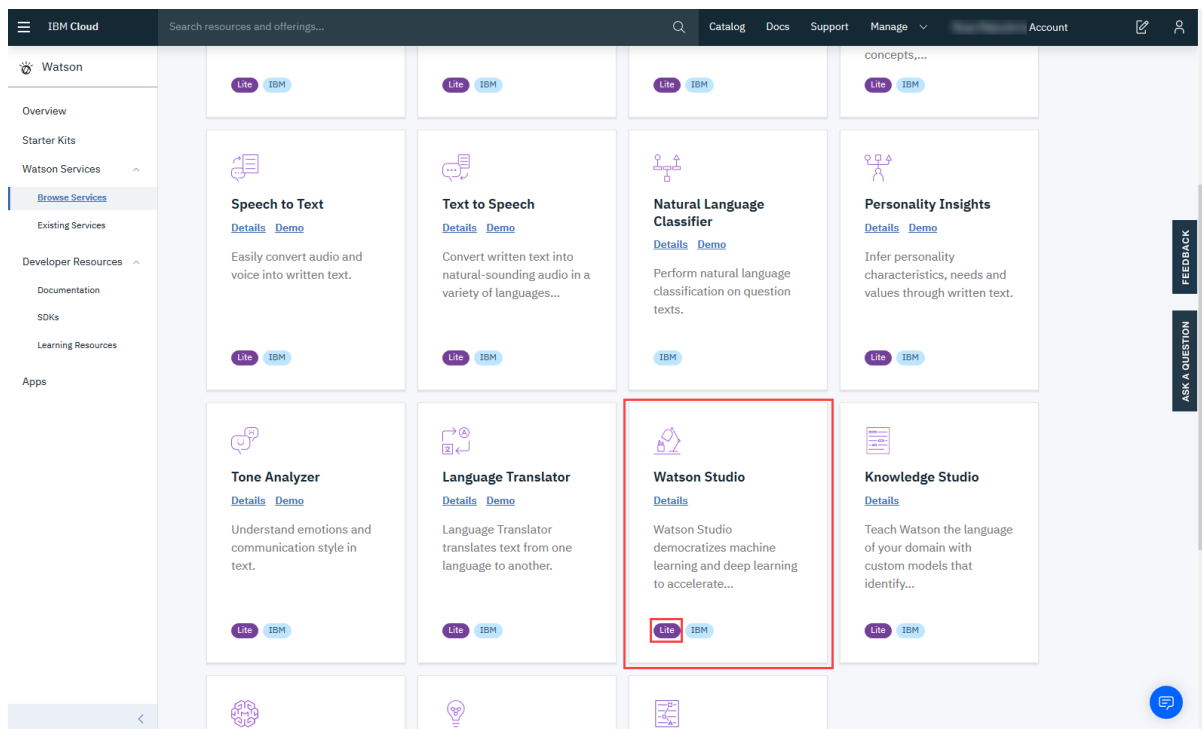 IBM Cloud
Search resources and offerings...
Catalog
Docs
Support
Manage
Account
Watson
Overview
Starter Kits
Watson Services
Browse Services
Existing Services
Developer Resources
Documentation
SDKs
Learning Resources
Apps
Lite IBM
Lite IBM
Lite IBM
concepts,...
Lite IBM
Speech to Text
Details Demo
Easily convert audio and
voice into written text.
Lite IBM
Text to Speech
Details Demo
Convert written text into
natural-sounding audio in a
variety of languages...
Lite IBM
Natural Language
Classifier
Details Demo
Perform natural language
classification on question
texts.
IBM
Personality Insights
Details Demo
Infer personality
characteristics, needs and
values through written text.
Lite IBM
Tone Analyzer
Details Demo
Understand emotions and
communication style in
text.
Lite IBM
Language Translator
Details Demo
Language Translator
translates text from one
language to another.
Lite IBM
Watson Studio
Details
Watson Studio
democratizes machine
learning and deep learning
to accelerate...
Lite IBM
Knowledge Studio
Details
Teach Watson the language
of your domain with
custom models that
identify...
Lite IBM
FEEDBACK
ASK A QUESTION